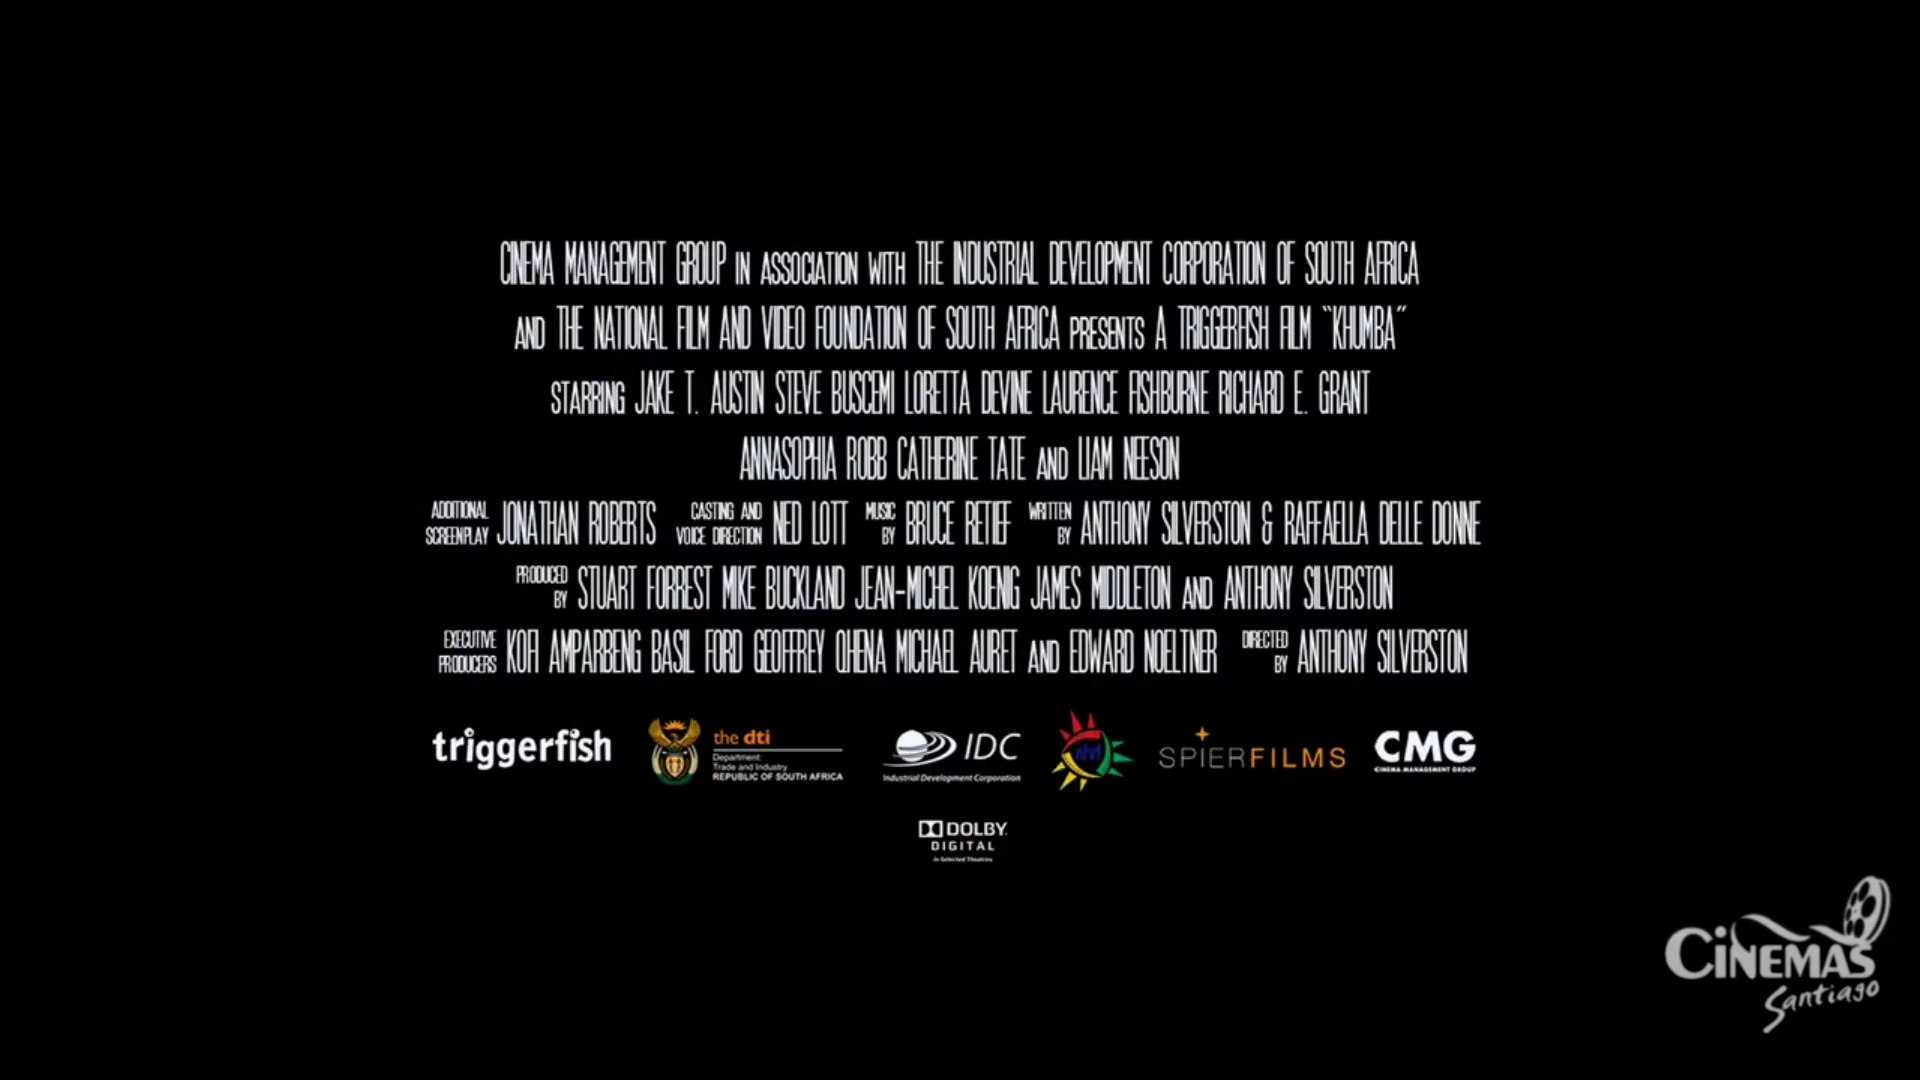 CINEMA MANAGEMENT GROUP IN ASSOCIATION WITH THE INDUSTRIAL DEVELOPMENT CORPORATION OF SOUTH AFRICA
AND THE NATIONAL FILM AND VIDEO FOUNDATION OF SOUTH AFRICA PRESENTS A TRIGGERFISH FILM "KHUMBA"
STARRING JAKE T. AUSTIN STEVE BUSCEMI LORETTA DEVINE LAURENCE FISHBURNE RICHARD E. GRANT
ANNASOPHIA ROBB CATHERINE TATE AND LIAM NEESON
ADDITIONAL SCREENPLAY JONATHAN ROBERTS CASTING AND VOICE DIRECTION NED LOTT MUSIC BY BRUCE RETIEF WRITTEN BY ANTHONY SILVERSTON & RAFFAELLA DELLE DONNE
PRODUCED BY STUART FORREST MIKE BUCKLAND JEAN-MICHEL KOENIG JAMES MIDDLETON AND ANTHONY SILVERSTON
EXECUTIVE PRODUCERS KOFI AMPARBENG BASIL FORD GEOFFREY QHENA MICHAEL AURET AND EDWARD NOELTNER DIRECTED BY ANTHONY SILVERSTON
triggerfish
the dti
Department:
Trade and Industry
REPUBLIC OF SOUTH AFRICA
IDC
Industrial Development Corporation
nfvf
SPIERFILMS
CMG
CINEMA MANAGEMENT GROUP
DOLBY
DIGITAL
In Selected Theatres
CiNEMAS
Santiago